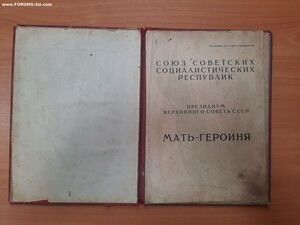 www.FORUMS-SU.com
СОЮЗ СОВЕТСКИХ
СОЦИАЛИСТИЧЕСКИХ
РЕСПУБЛИК
ПРЕЗИДИУМ
ВЕРХОВНОГО СОВЕТА СССР
МАТЬ-ГЕРОИНЯ